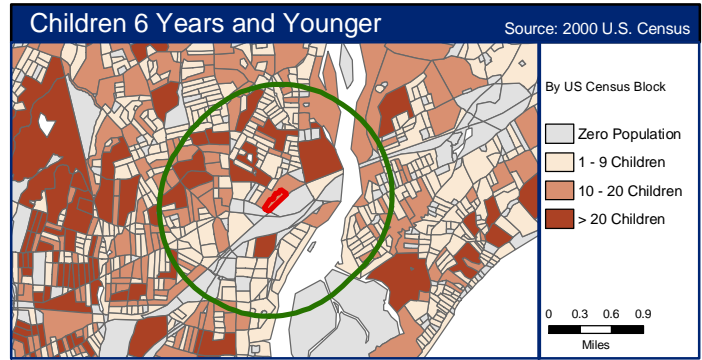 Children 6 Years and Younger
Source: 2000 U.S. Census
By US Census Block
Zero Population
1 - 9 Children
10 - 20 Children
> 20 Children
0 0.3 0.6 0.9
Miles